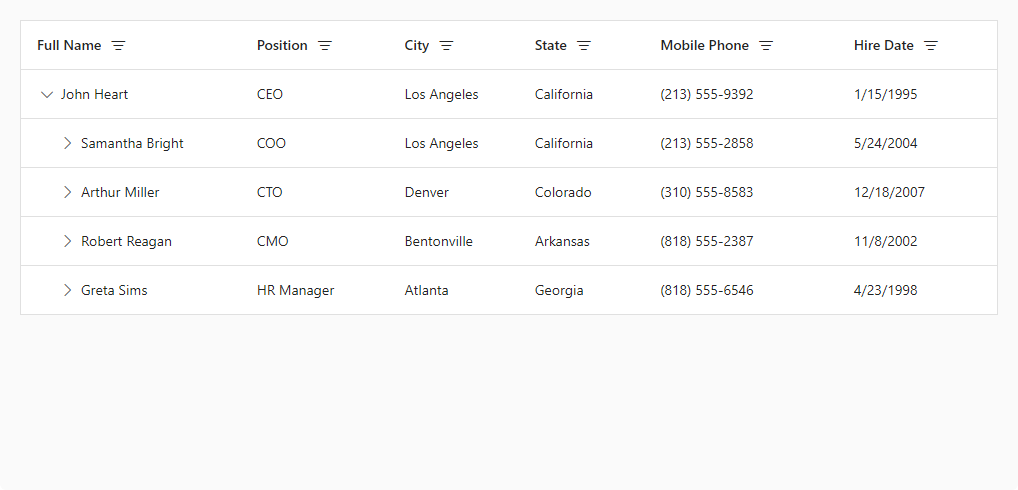 Full Name Position City State Mobile Phone Hire Date
John Heart CEO Los Angeles California (213) 555-9392 1/15/1995
Samantha Bright COO Los Angeles California (213) 555-2858 5/24/2004
Arthur Miller CTO Denver Colorado (310) 555-8583 12/18/2007
Robert Reagan CMO Bentonville Arkansas (818) 555-2387 11/8/2002
Greta Sims HR Manager Atlanta Georgia (818) 555-6546 4/23/1998